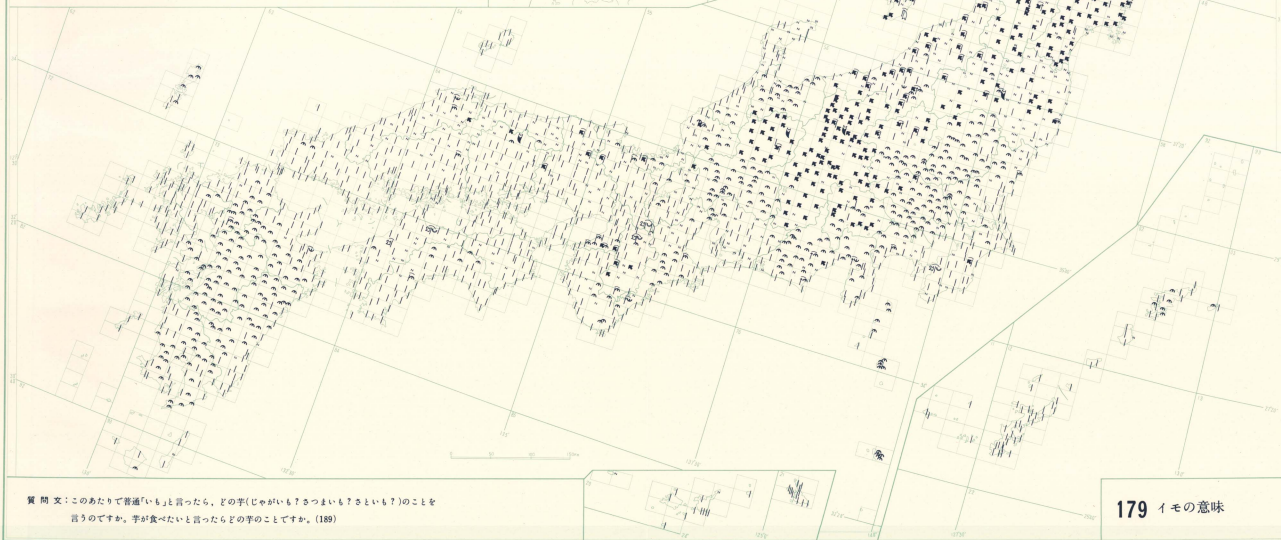 質 問 文：このあたりで普通「いも」と言ったら，どの芋(じゃがいも？さつまいも？さといも？)のことを
言うのですか。芋が食べたいと言ったらどの芋のことですか。(189)
179 イモの意味